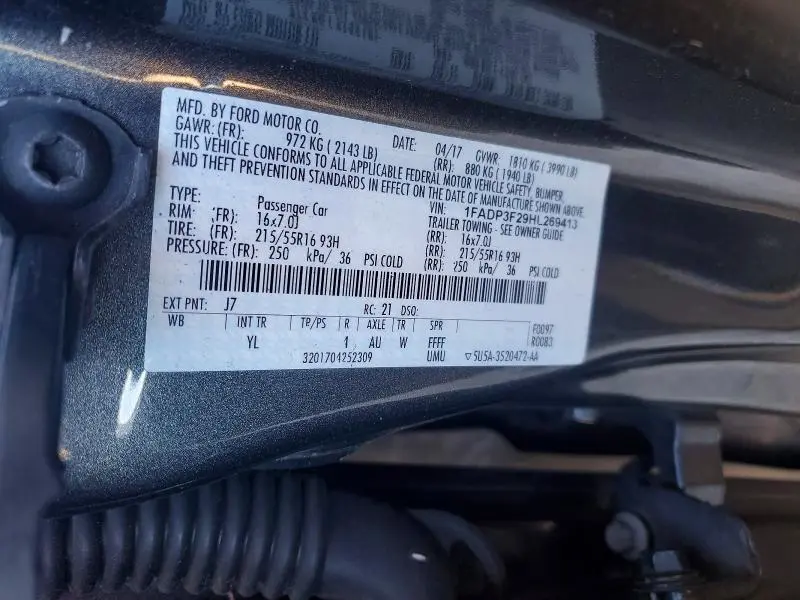 MFD. BY FORD MOTOR CO. DATE: 04/17 GVWR: 1810 KG ( 3990 LB)
GAWR: (FR): 972 KG ( 2143 LB) (RR): 880 KG ( 1940 LB)
THIS VEHICLE CONFORMS TO ALL APPLICABLE FEDERAL MOTOR VEHICLE SAFETY, BUMPER,
AND THEFT PREVENTION STANDARDS IN EFFECT ON THE DATE OF MANUFACTURE SHOWN ABOVE.
VIN: 1FADP3F29HL269413
TYPE: Passenger Car TRAILER TOWING - SEE OWNER GUIDE
RIM (FR): 16x7.0J (RR): 16x7.0J
TIRE: (FR): 215/55R16 93H (RR): 215/55R16 93H
PRESSURE: (FR): 250 kPa/ 36 PSI COLD (RR): 250 kPa/ 36 PSI COLD
EXT PNT: J7 RC: 21 DSO:
WB INT TR TP/PS R AXLE TR SPR F0097
YL 1 AU W FFFF R0083
3201704252309 UMU ▽5U5A-3520472-AA